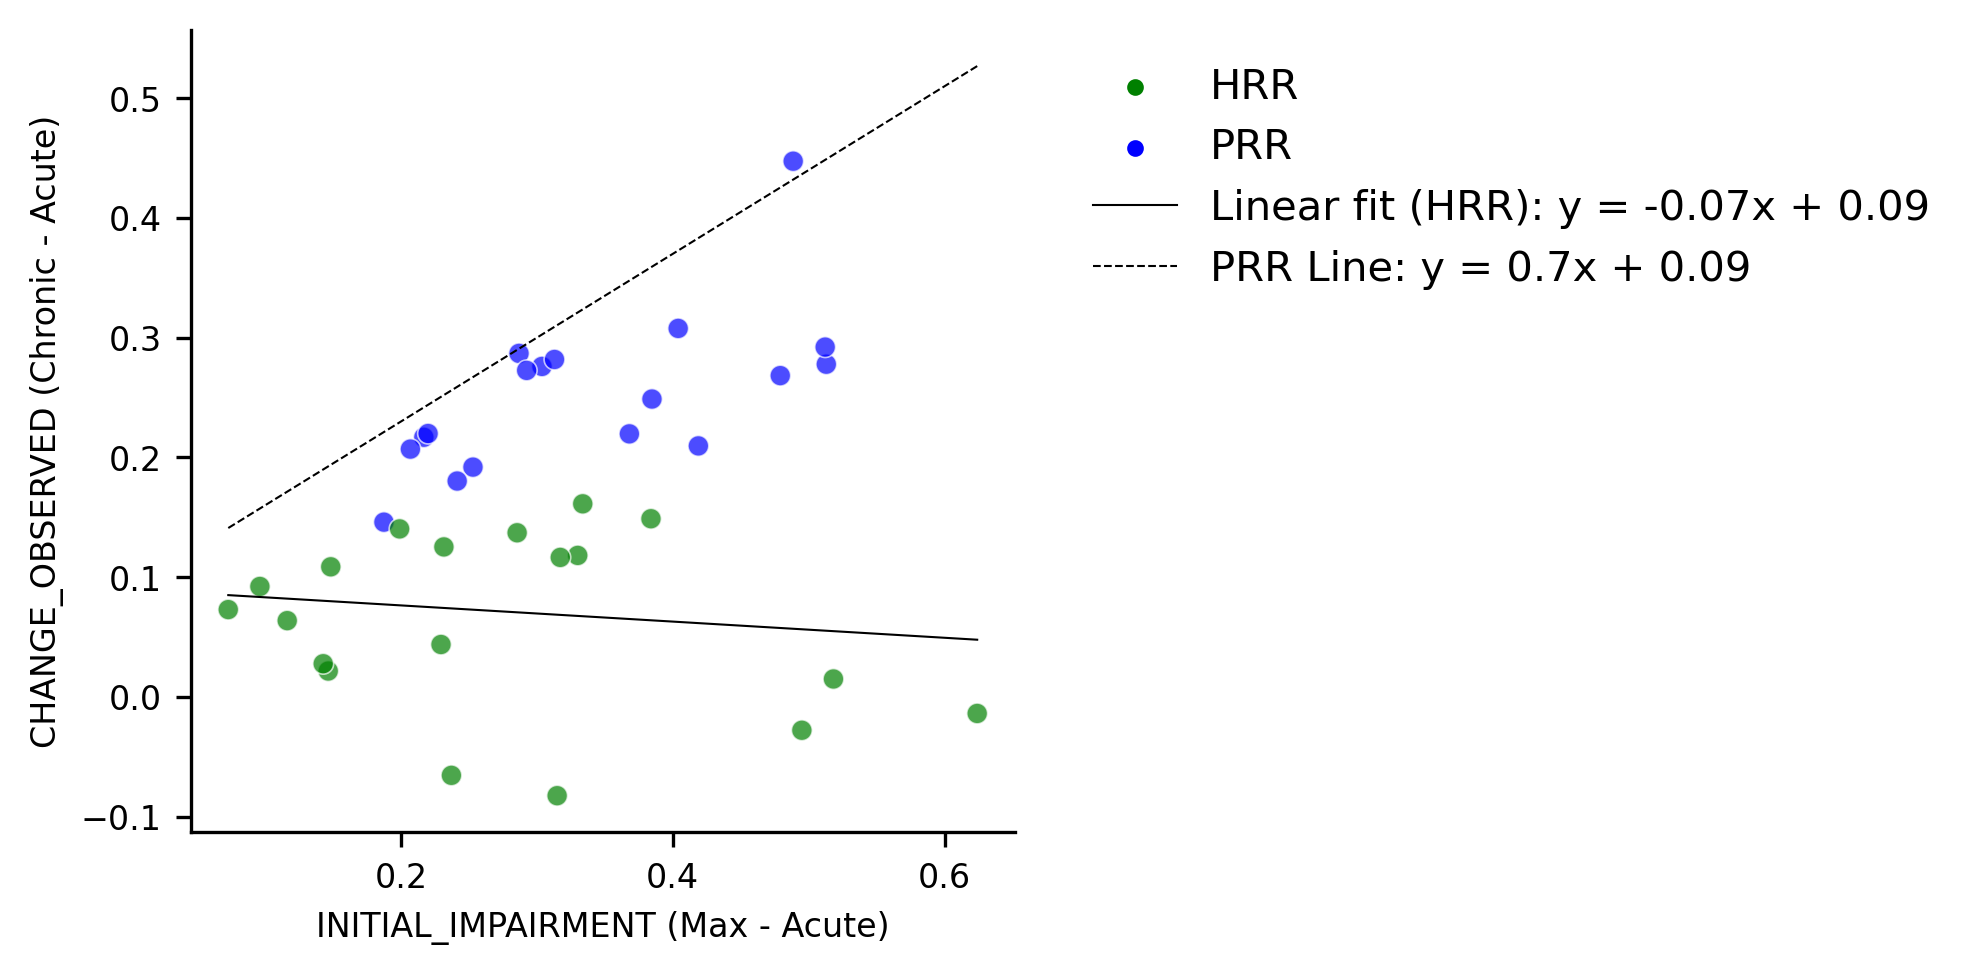 CHANGE_OBSERVED (Chronic - Acute)
0.5
0.4
0.3
0.2
0.1
0.0
−0.1
0.2
0.4
0.6
INITIAL_IMPAIRMENT (Max - Acute)
HRR
PRR
Linear fit (HRR): y = -0.07x + 0.09
PRR Line: y = 0.7x + 0.09